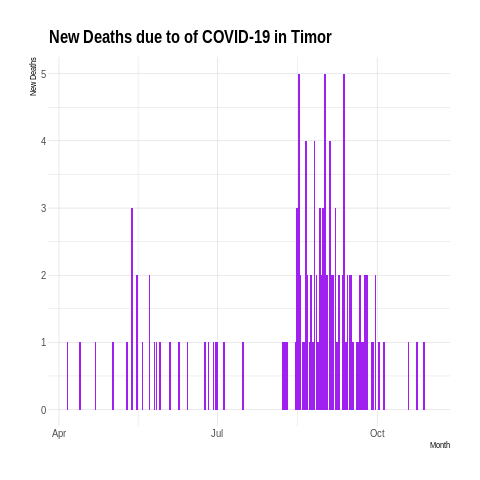 New Deaths due to of COVID-19 in Timor
New Deaths
5
4
3
2
1
0
Apr
Jul
Oct
Month